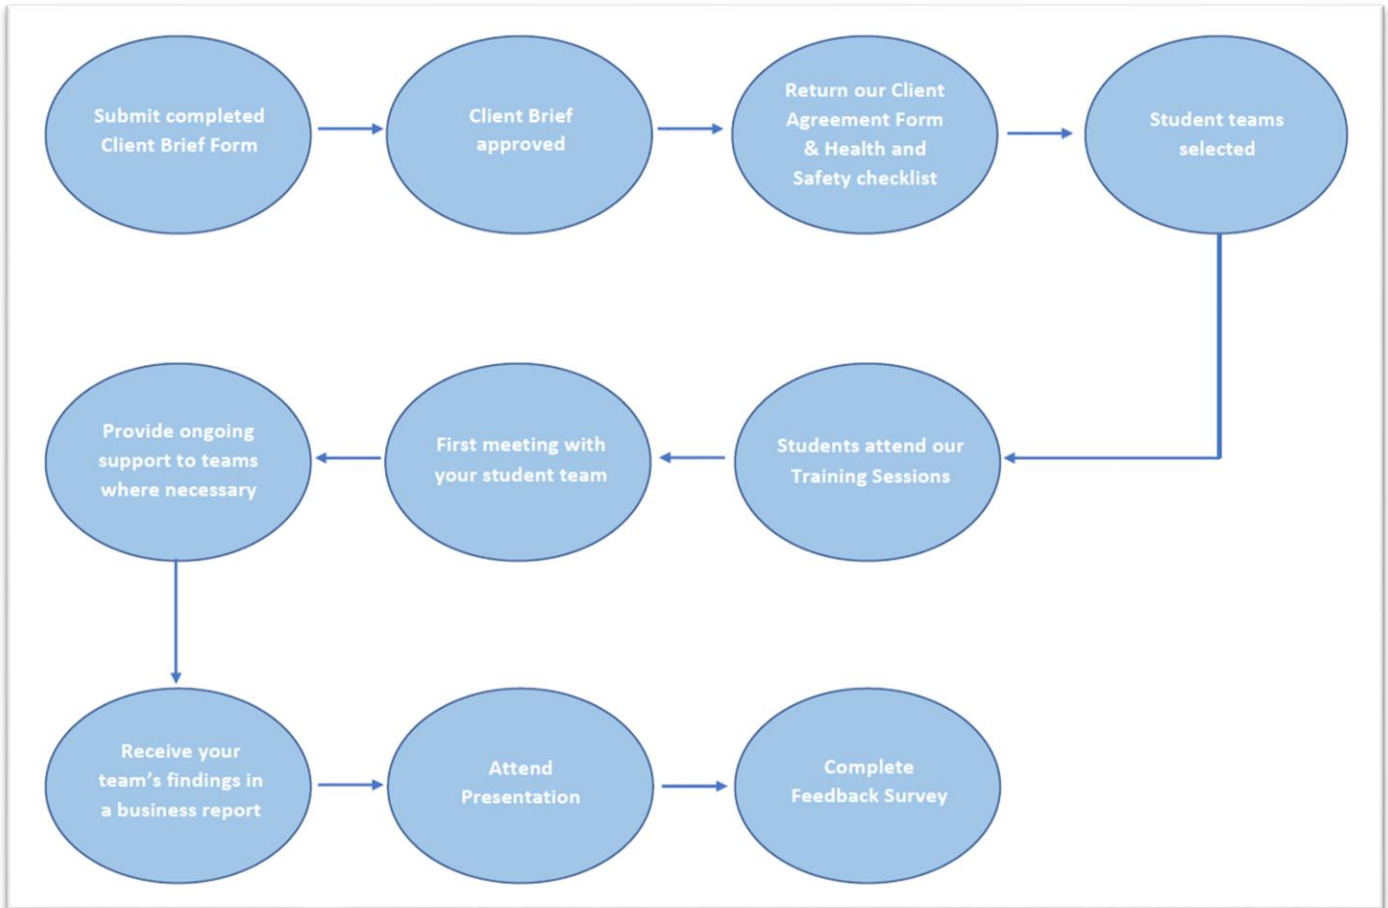 Submit completed
Client Brief Form
Client Brief
approved
Return our Client
Agreement Form
& Health and
Safety checklist
Student teams
selected
Students attend our
Training Sessions
First meeting with
your student team
Provide ongoing
support to teams
where necessary
Receive your
team’s findings in
a business report
Attend
Presentation
Complete
Feedback Survey